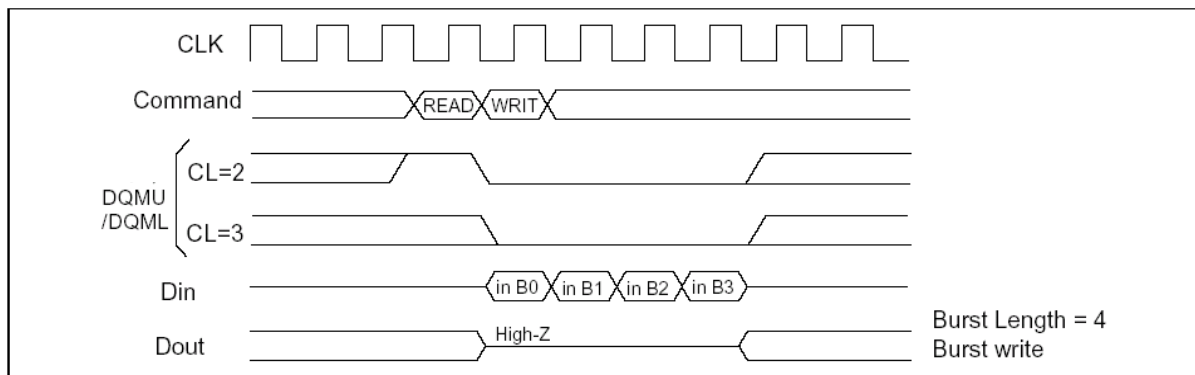 CLK
Command
READ WRIT
CL=2
DQMU
/DQML
CL=3
Din
in B0 in B1 in B2 in B3
High-Z
Dout
Burst Length = 4
Burst write